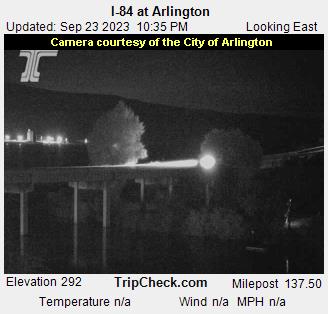 I-84 at Arlington
Updated: Sep 23 2023 10:35 PM Looking East
Camera courtesy of the City of Arlington
Elevation 292 TripCheck.com Milepost 137.50
Temperature n/a Wind n/a MPH n/a